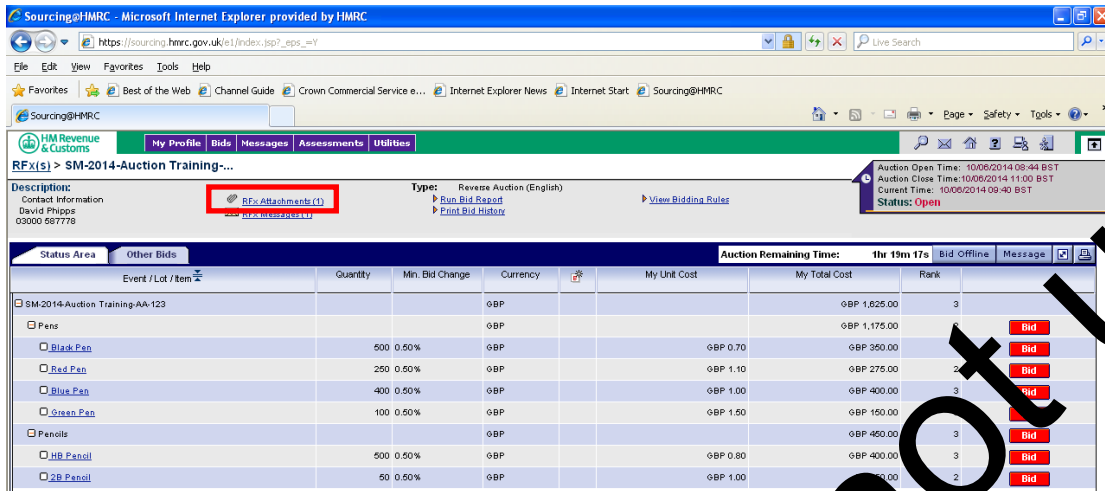 Sourcing@HMRC - Microsoft Internet Explorer provided by HMRC
https://sourcing.hmrc.gov.uk/e1/index.jsp?_eps_=Y Live Search
File Edit View Favorites Tools Help
Favorites Best of the Web Channel Guide Crown Commercial Service e... Internet Explorer News Internet Start Sourcing@HMRC
Sourcing@HMRC Page Safety Tools
HM Revenue & Customs My Profile Bids Messages Assessments Utilities
RFx(s) > SM-2014-Auction Training-...
Auction Open Time: 10/06/2014 08:44 BST
Auction Close Time:10/06/2014 11:00 BST
Current Time: 10/06/2014 09:40 BST
Status: Open
Description: Type: Reverse Auction (English)
Contact Information RFx Attachments (1) Run Bid Report View Bidding Rules
David Phipps RFx Messages (1) Print Bid History
03000 587778
Status Area Other Bids Auction Remaining Time: 1hr 19m 17s Bid Offline Message
Event / Lot / Item Quantity Min. Bid Change Currency My Unit Cost My Total Cost Rank
SM-2014-Auction Training-AA-123 GBP GBP 1,625.00 3
Pens GBP GBP 1,175.00 Bid
Black Pen 500 0.50% GBP GBP 0.70 GBP 350.00 Bid
Red Pen 250 0.50% GBP GBP 1.10 GBP 275.00 2 Bid
Blue Pen 400 0.50% GBP GBP 1.00 GBP 400.00 3 Bid
Green Pen 100 0.50% GBP GBP 1.50 GBP 150.00
Pencils GBP GBP 450.00 3 Bid
HB Pencil 500 0.50% GBP GBP 0.80 GBP 400.00 3 Bid
2B Pencil 50 0.50% GBP GBP 1.00 2 Bid